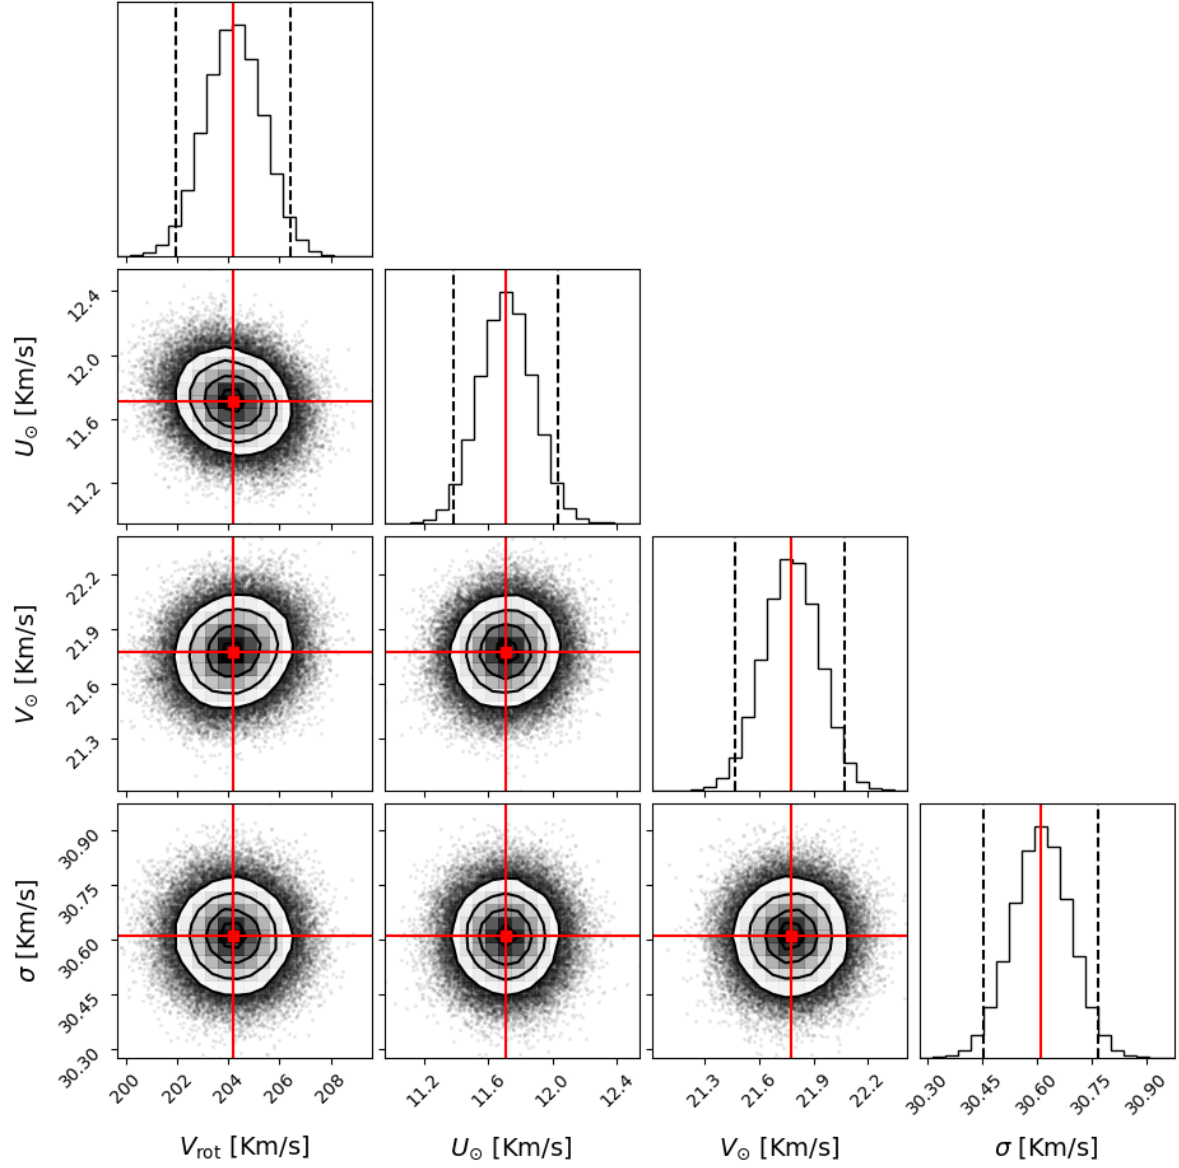 12.4
12.0
11.6
11.2
U⊙ [Km/s]
22.2
21.9
21.6
21.3
V⊙ [Km/s]
30.90
30.75
30.60
30.45
30.30
σ [Km/s]
200 202 204 206 208
11.2 11.6 12.0 12.4
21.3 21.6 21.9 22.2
30.30 30.45 30.60 30.75 30.90
Vrot [Km/s]
U⊙ [Km/s]
V⊙ [Km/s]
σ [Km/s]